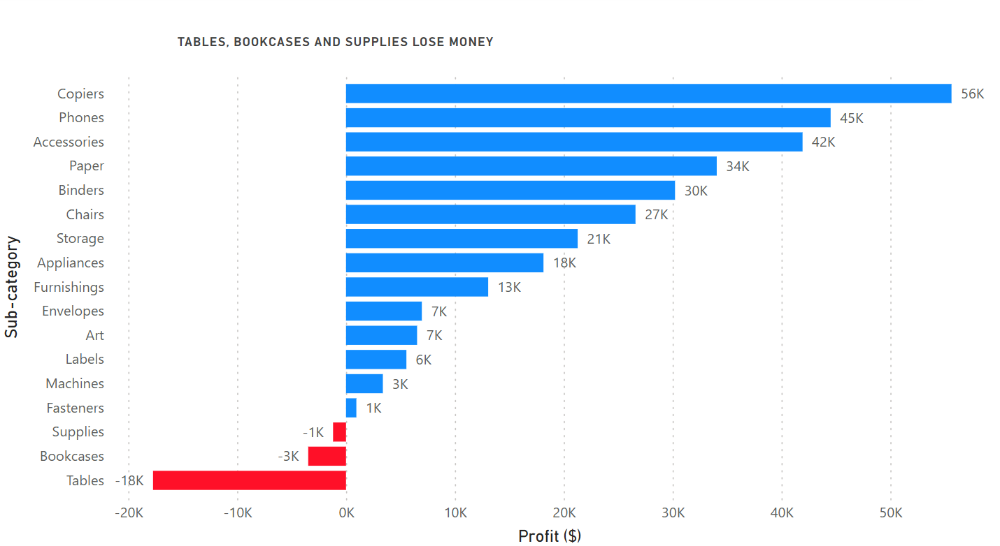 TABLES, BOOKCASES AND SUPPLIES LOSE MONEY
Sub-category
Copiers 56K
Phones 45K
Accessories 42K
Paper 34K
Binders 30K
Chairs 27K
Storage 21K
Appliances 18K
Furnishings 13K
Envelopes 7K
Art 7K
Labels 6K
Machines 3K
Fasteners 1K
Supplies -1K
Bookcases -3K
Tables -18K
-20K -10K 0K 10K 20K 30K 40K 50K
Profit ($)